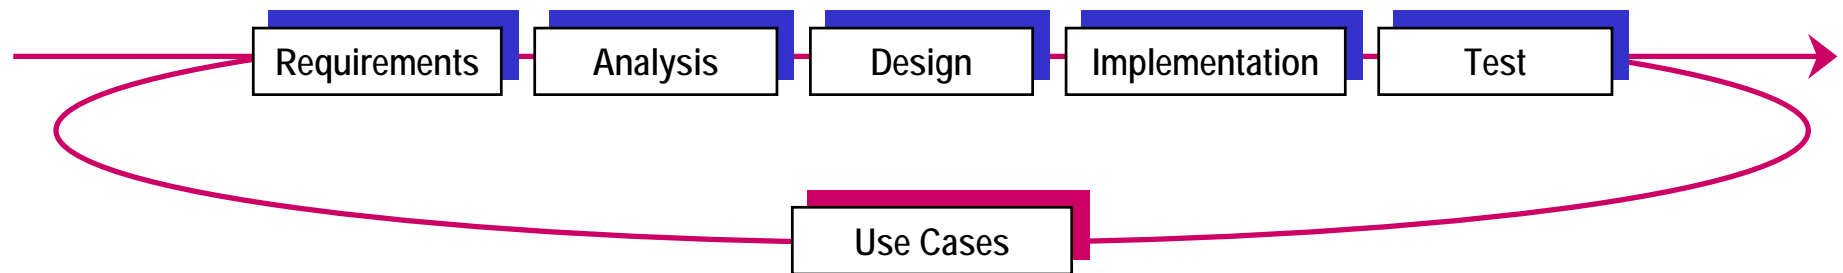 Requirements
Analysis
Design
Implementation
Test
Use Cases